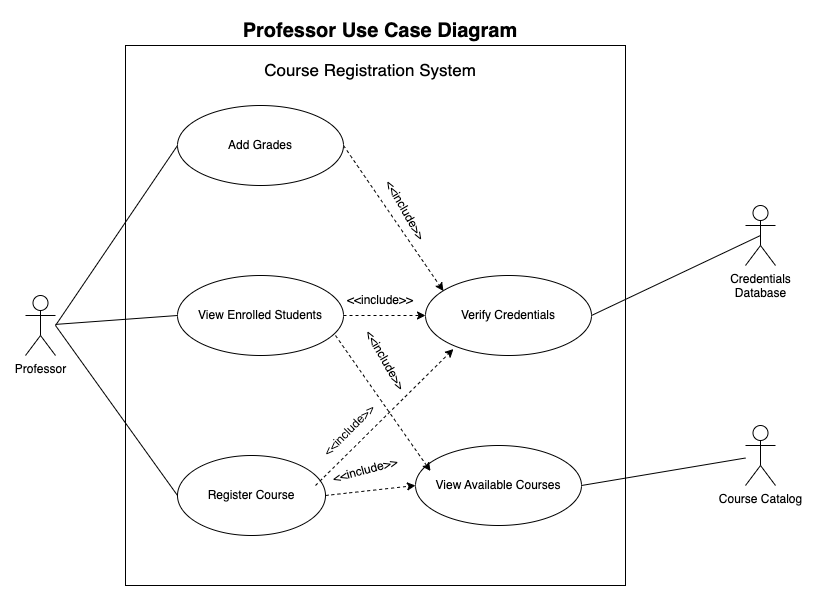 Professor Use Case Diagram
Course Registration System
Add Grades
<<include>>
View Enrolled Students
<<include>>
Verify Credentials
Credentials
Database
Professor
<<include>>
<<include>>
<<include>>
Register Course
View Available Courses
Course Catalog